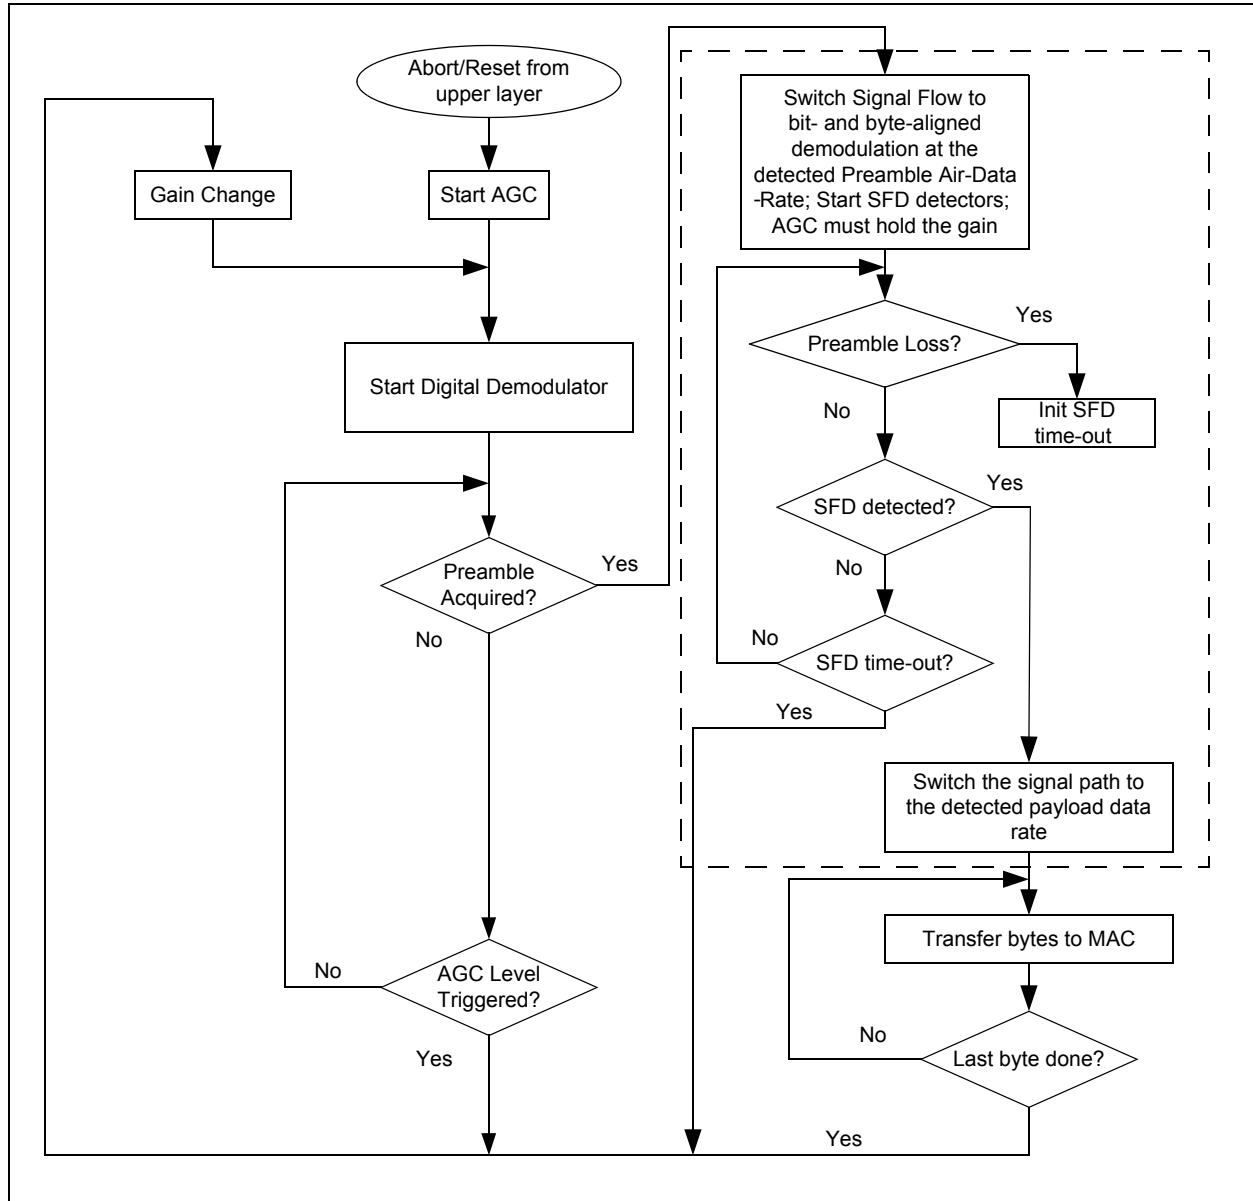 Abort/Reset from
upper layer
Gain Change
Start AGC
Start Digital Demodulator
Preamble
Acquired?
Yes
No
AGC Level
Triggered?
No
Yes
Switch Signal Flow to
bit- and byte-aligned
demodulation at the
detected Preamble Air-Data
-Rate; Start SFD detectors;
AGC must hold the gain
Preamble Loss?
Yes
No
Init SFD
time-out
SFD detected?
Yes
No
SFD time-out?
No
Yes
Switch the signal path to
the detected payload data
rate
Transfer bytes to MAC
Last byte done?
No
Yes